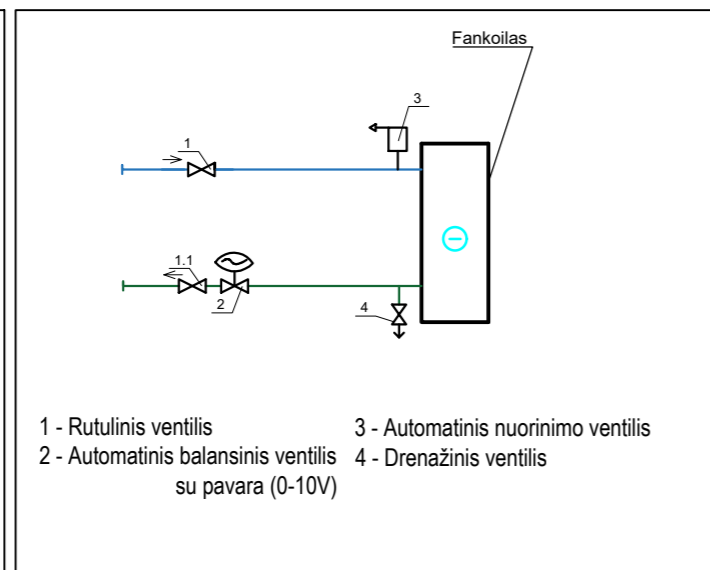 Fankoilas
3
1
1.1
2
4
1 - Rutulinis ventilis
2 - Automatinis balansinis ventilis
su pavara (0-10V)
3 - Automatinis nuorinimo ventilis
4 - Drenažinis ventilis